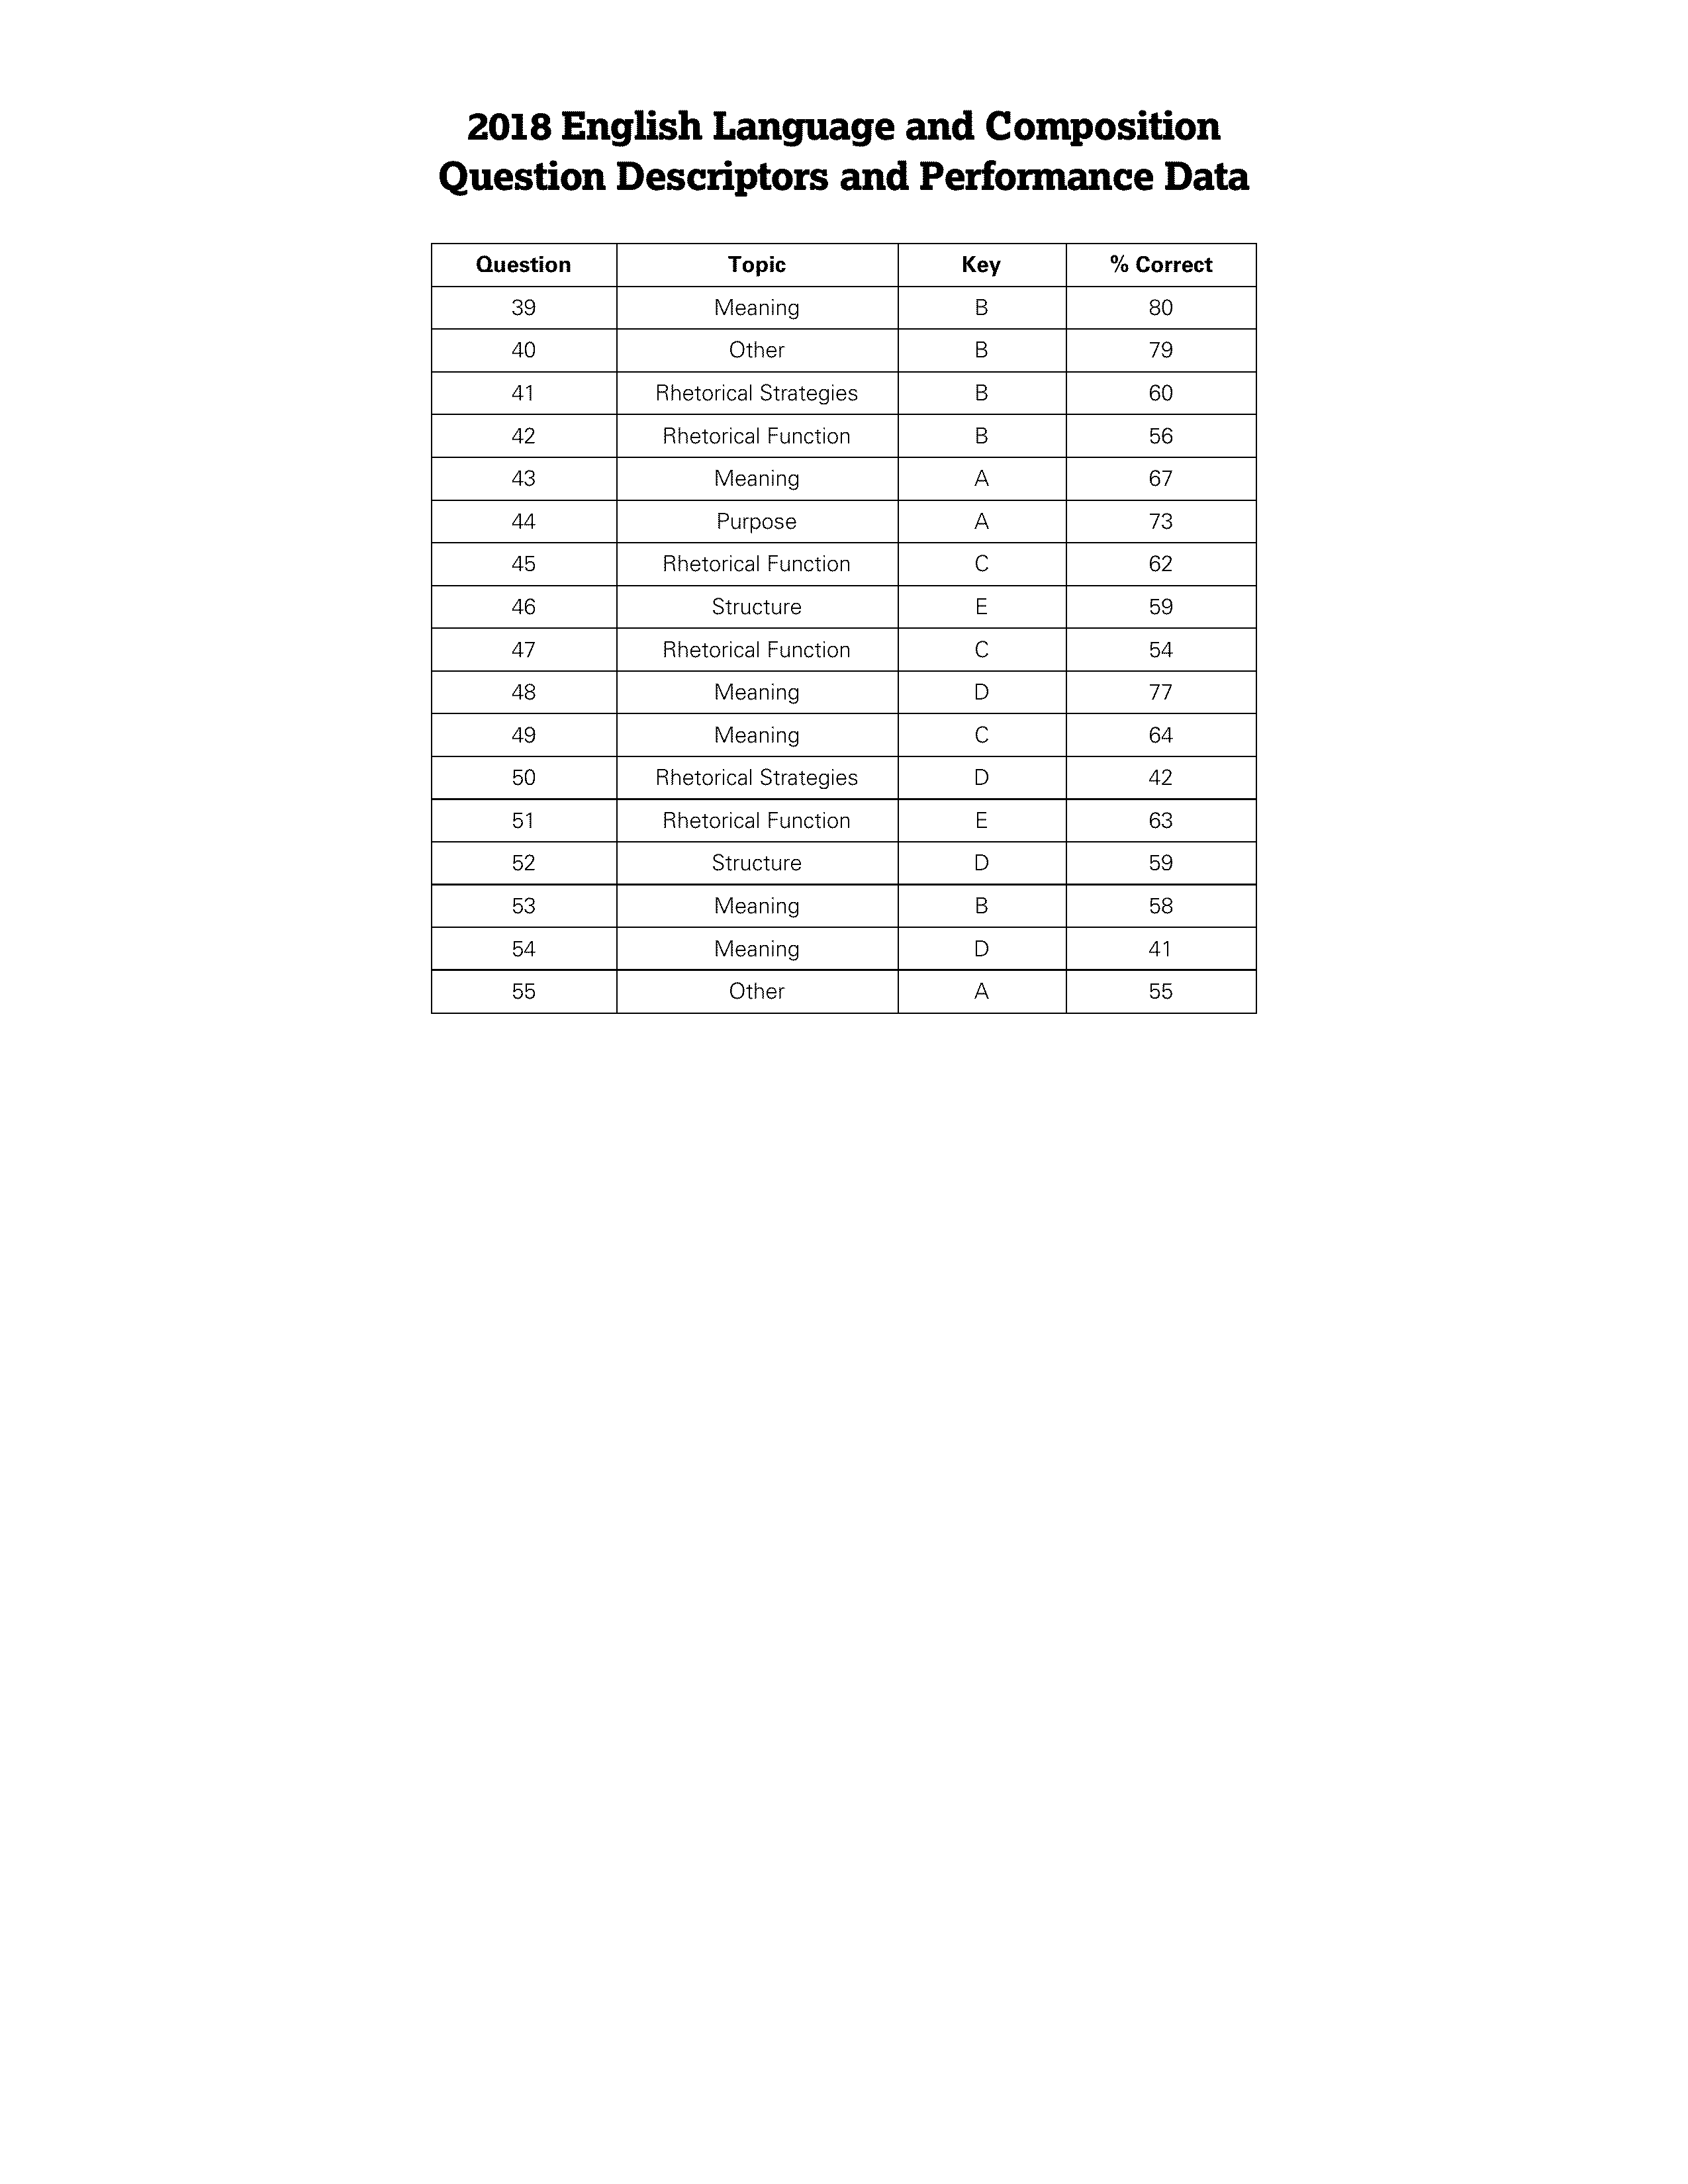 2018 English Language and Composition
Question Descriptors and Performance Data
Question Topic Key % Correct
39 Meaning B 80
40 Other B 79
41 Rhetorical Strategies B 60
42 Rhetorical Function B 56
43 Meaning A 67
44 Purpose A 73
45 Rhetorical Function C 62
46 Structure E 59
47 Rhetorical Function C 54
48 Meaning D 77
49 Meaning C 64
50 Rhetorical Strategies D 42
51 Rhetorical Function E 63
52 Structure D 59
53 Meaning B 58
54 Meaning D 41
55 Other A 55